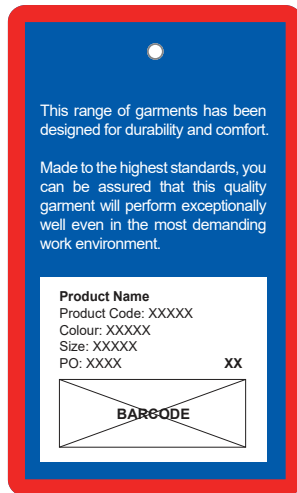 This range of garments has been
designed for durability and comfort.
Made to the highest standards, you
can be assured that this quality
garment will perform exceptionally
well even in the most demanding
work environment.
Product Name
Product Code: XXXXX
Colour: XXXXX
Size: XXXXX
PO: XXXX XX
BARCODE